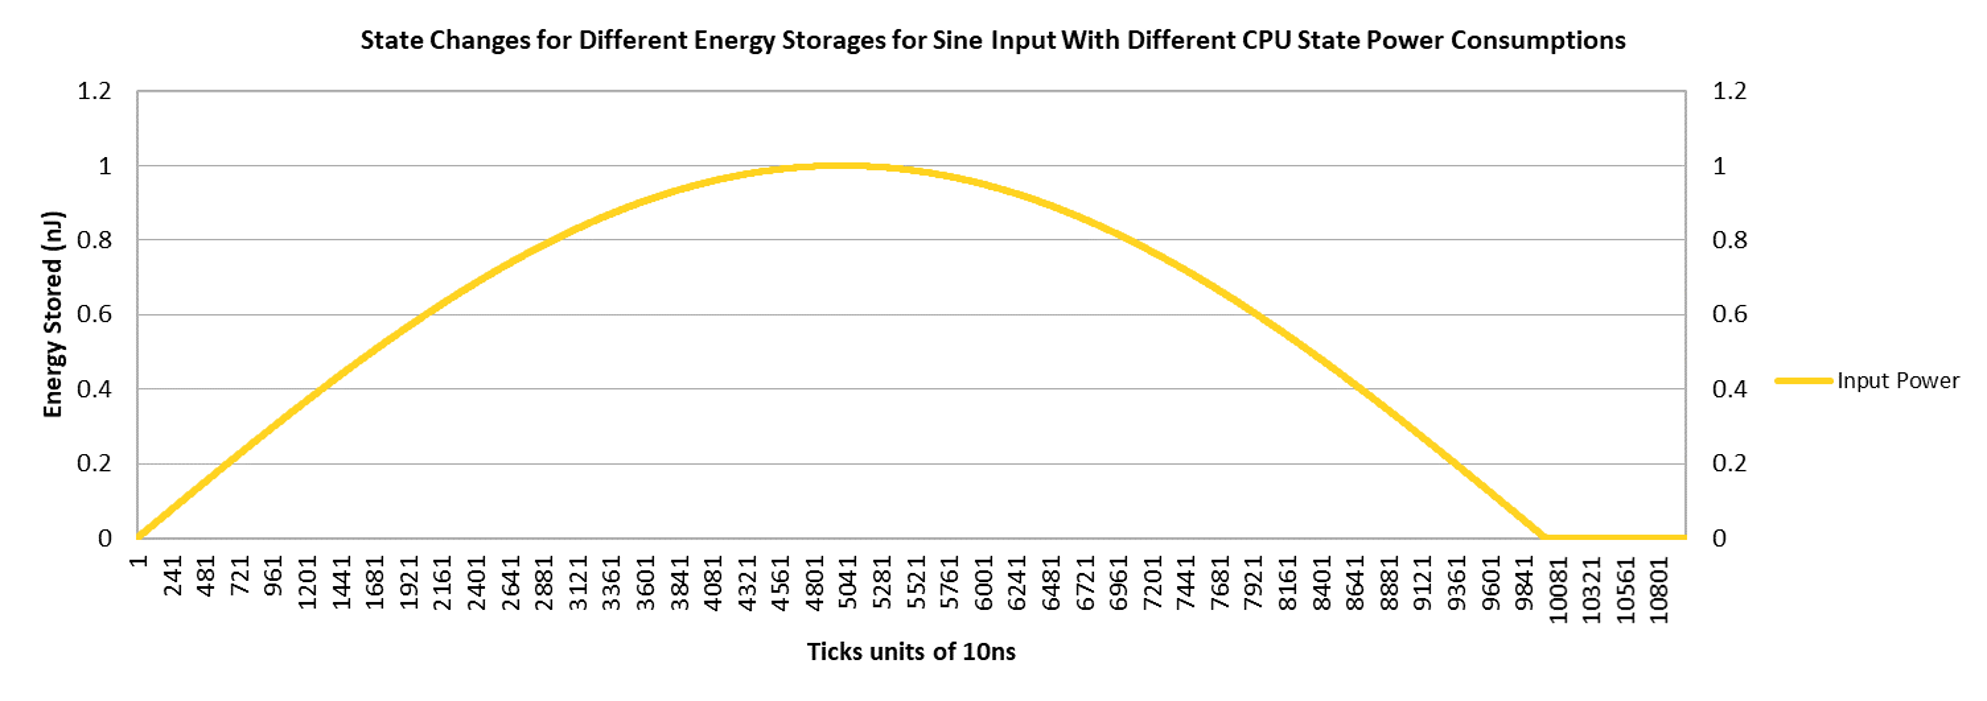 State Changes for Different Energy Storages for Sine Input With Different CPU State Power Consumptions
1.2
1
0.8
0.6
0.4
0.2
0
Energy Stored (nJ)
1.2
1
0.8
0.6
0.4
0.2
0
Input Power
1 241 481 721 961 1201 1441 1681 1921 2161 2401 2641 2881 3121 3361 3601 3841 4081 4321 4561 4801 5041 5281 5521 5761 6001 6241 6481 6721 6961 7201 7441 7681 7921 8161 8401 8641 8881 9121 9361 9601 9841 10081 10321 10561 10801
Ticks units of 10ns